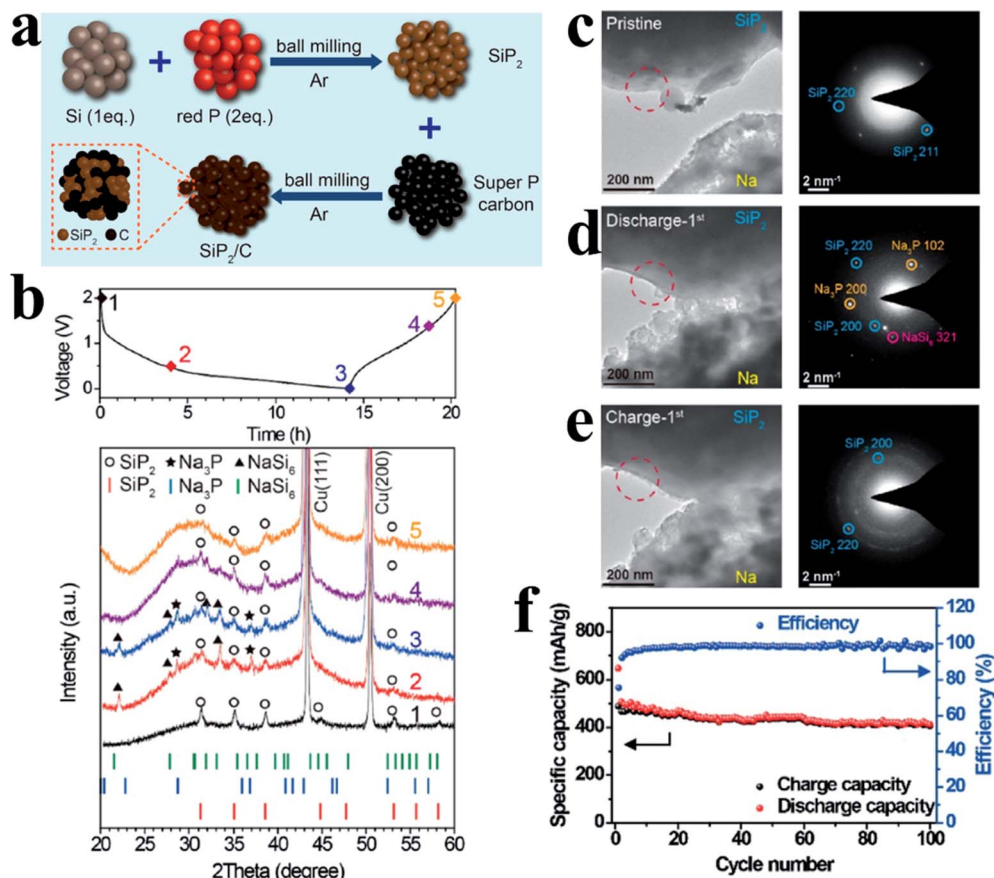 a
Si (1eq.)
+
red P (2eq.)
ball milling
Ar
SiP2
+
Super P
carbon
ball milling
Ar
SiP2/C
SiP2 C
b
Voltage (V)
2
1
0
1
2
3
4
5
0 5 10 15 20
Time (h)
SiP2 Na3P NaSi6
SiP2 Na3P NaSi6
Cu(111)
Cu(200)
5
4
3
2
1
Intensity (a.u.)
20 25 30 35 40 45 50 55 60
2Theta (degree)
c
Pristine
SiP2
200 nm
Na
SiP2 220
SiP2 211
2 nm-1
d
Discharge-1st
SiP2
200 nm
Na
SiP2 220
Na3P 102
Na3P 200
SiP2 200
NaSi6 321
2 nm-1
e
Charge-1st
SiP2
200 nm
Na
SiP2 200
SiP2 220
2 nm-1
f
Specific capacity (mAh/g)
800
600
400
200
0
Efficiency
Charge capacity
Discharge capacity
0 20 40 60 80 100
Cycle number
120
100
80
60
40
20
0
Efficiency (%)